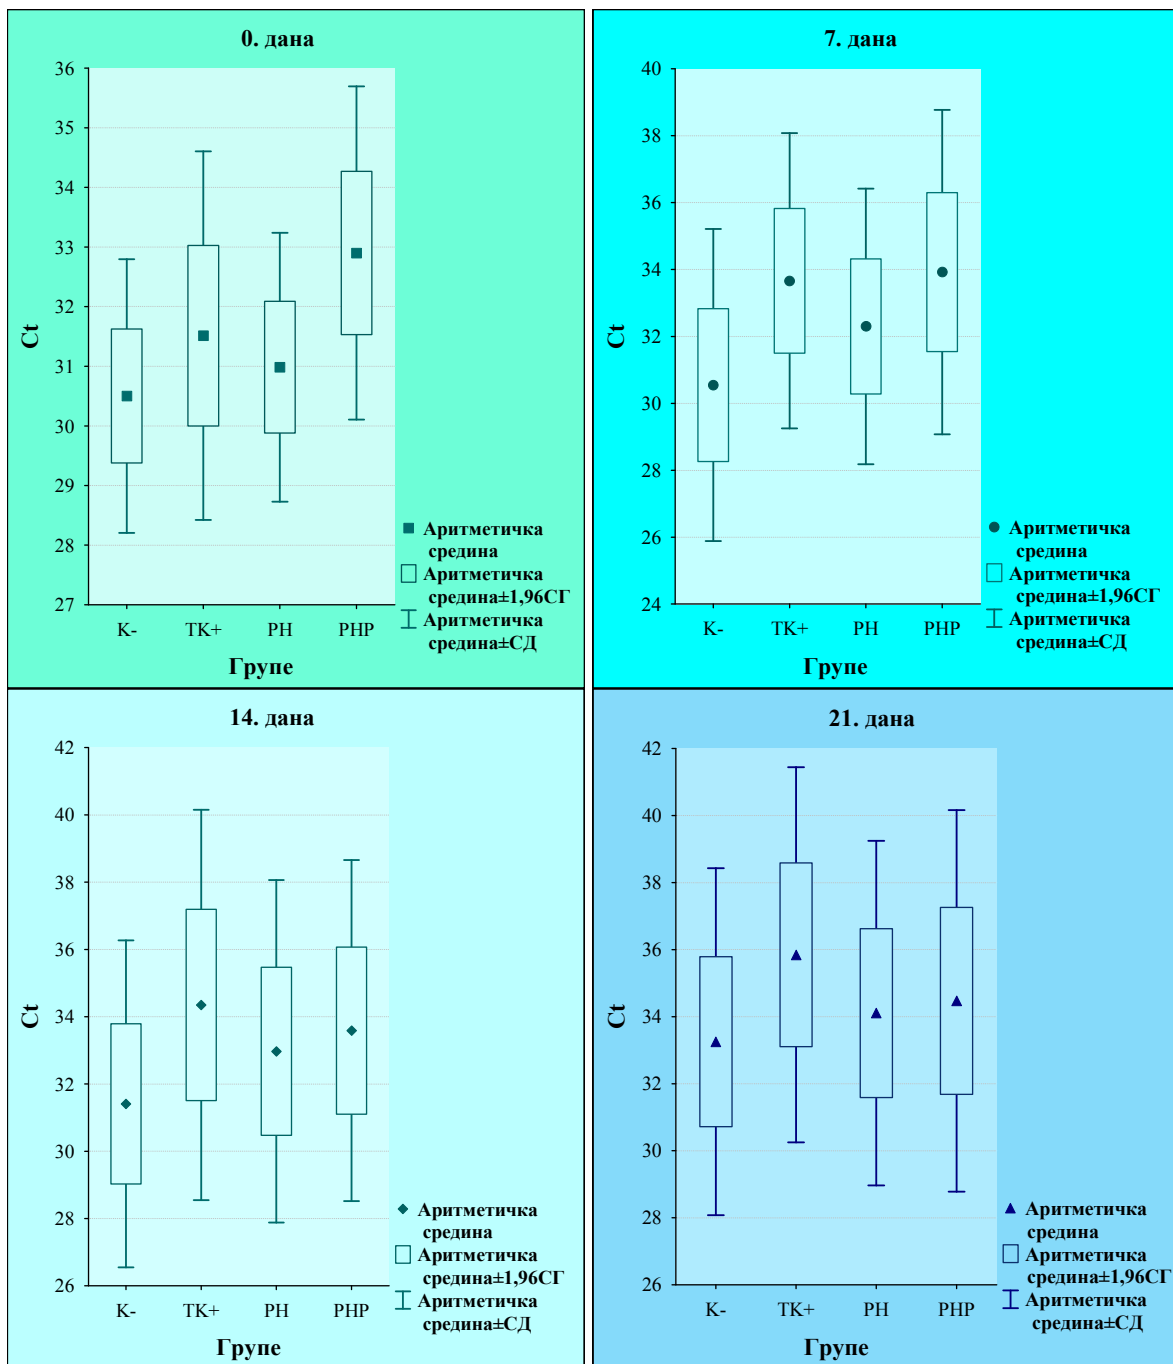 0. дана
36
35
34
33
32
31
30
29
28
27
Ct
K-
TK+
PH
PHP
Групе
Аритметичка
средина
Аритметичка
средина±1,96СГ
Аритметичка
средина±СД
7. дана
40
38
36
34
32
30
28
26
24
Ct
K-
TK+
PH
PHP
Групе
Аритметичка
средина
Аритметичка
средина±1,96СГ
Аритметичка
средина±СД
14. дана
42
40
38
36
34
32
30
28
26
Ct
K-
TK+
PH
PHP
Групе
Аритметичка
средина
Аритметичка
средина±1,96СГ
Аритметичка
средина±СД
21. дана
42
40
38
36
34
32
30
28
26
Ct
K-
TK+
PH
PHP
Групе
Аритметичка
средина
Аритметичка
средина±1,96СГ
Аритметичка
средина±СД